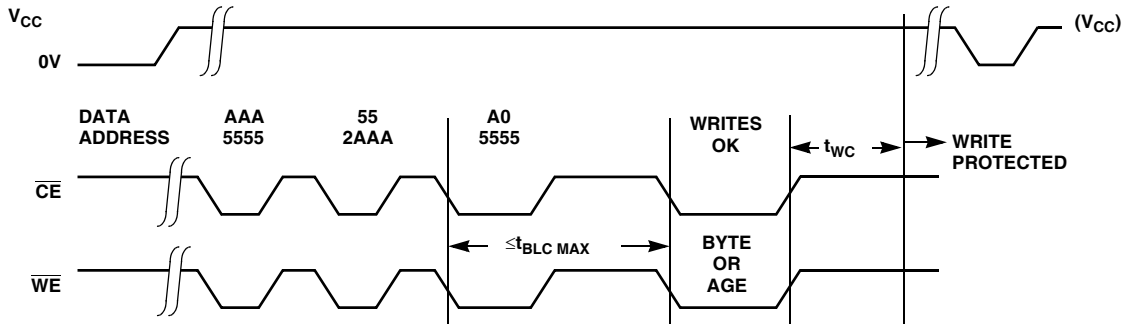 VCC
(VCC)
0V
DATA AAA 55 A0 WRITES
ADDRESS 5555 2AAA 5555 OK
tWC
WRITE
PROTECTED
CE
≤tBLC MAX
BYTE
OR
AGE
WE